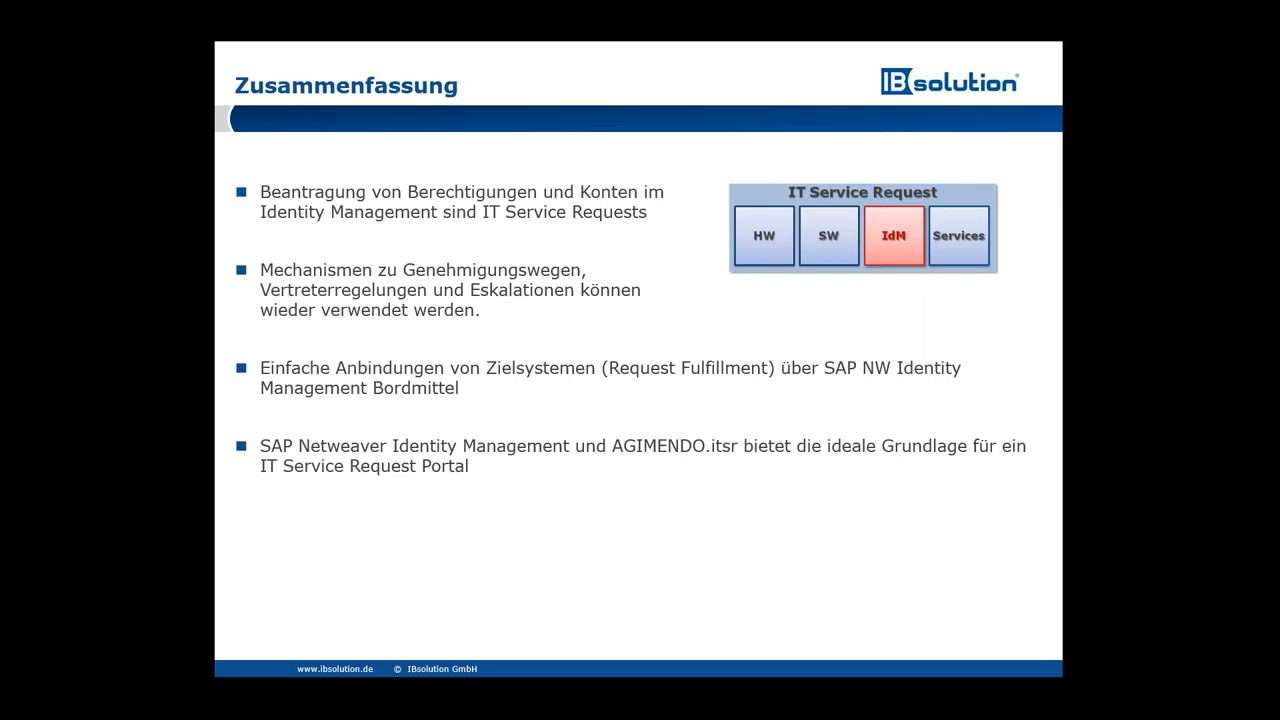 Zusammenfassung
IBsolution®
Beantragung von Berechtigungen und Konten im
Identity Management sind IT Service Requests
IT Service Request
HW SW IdM Services
Mechanismen zu Genehmigungswegen,
Vertreterregelungen und Eskalationen können
wieder verwendet werden.
Einfache Anbindungen von Zielsystemen (Request Fulfillment) über SAP NW Identity
Management Bordmittel
SAP Netweaver Identity Management und AGIMENDO.itsr bietet die ideale Grundlage für ein
IT Service Request Portal
www.ibsolution.de © IBsolution GmbH